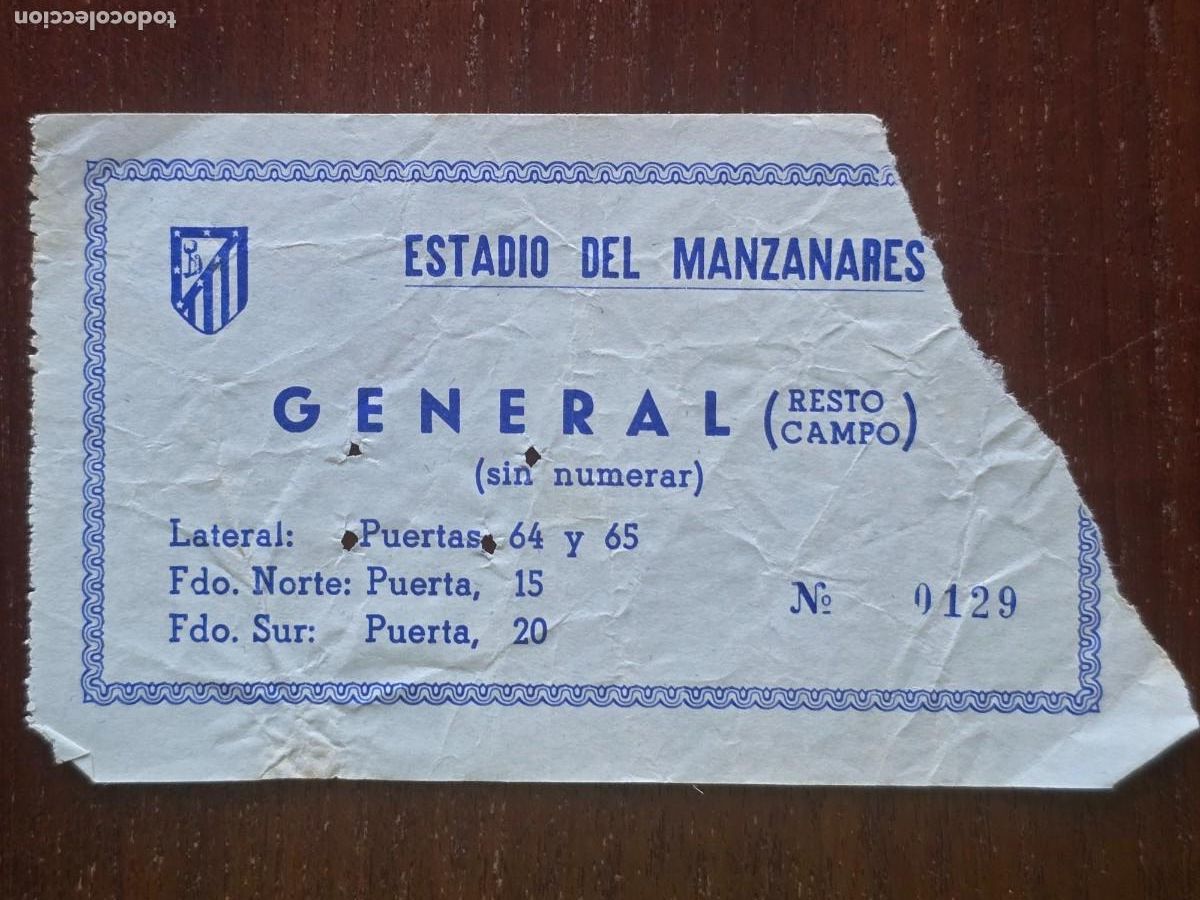 todocoleccion
ESTADIO DEL MANZANARES
GENERAL (RESTO CAMPO)
(sin numerar)
Lateral: Puertas, 64 y 65
Fdo. Norte: Puerta, 15
Fdo. Sur: Puerta, 20
Nº 0129